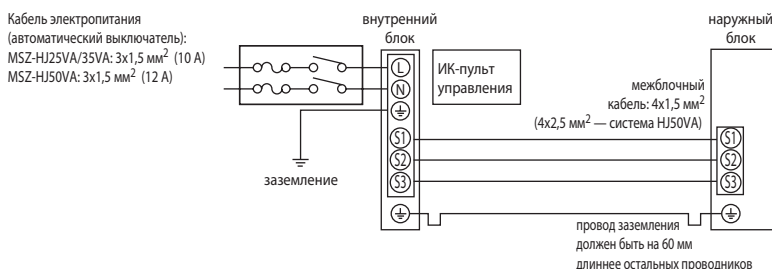 Кабель электропитания
(автоматический выключатель):
MSZ-HJ25VA/35VA: 3x1,5 мм² (10 А)
MSZ-HJ50VA: 3x1,5 мм² (12 А)
внутренний
блок
наружный
блок
L
N
ИК-пульт
управления
межблочный
кабель: 4x1,5 мм²
(4x2,5 мм² — система HJ50VA)
S1
S2
S3
S1
S2
S3
заземление
провод заземления
должен быть на 60 мм
длиннее остальных проводников